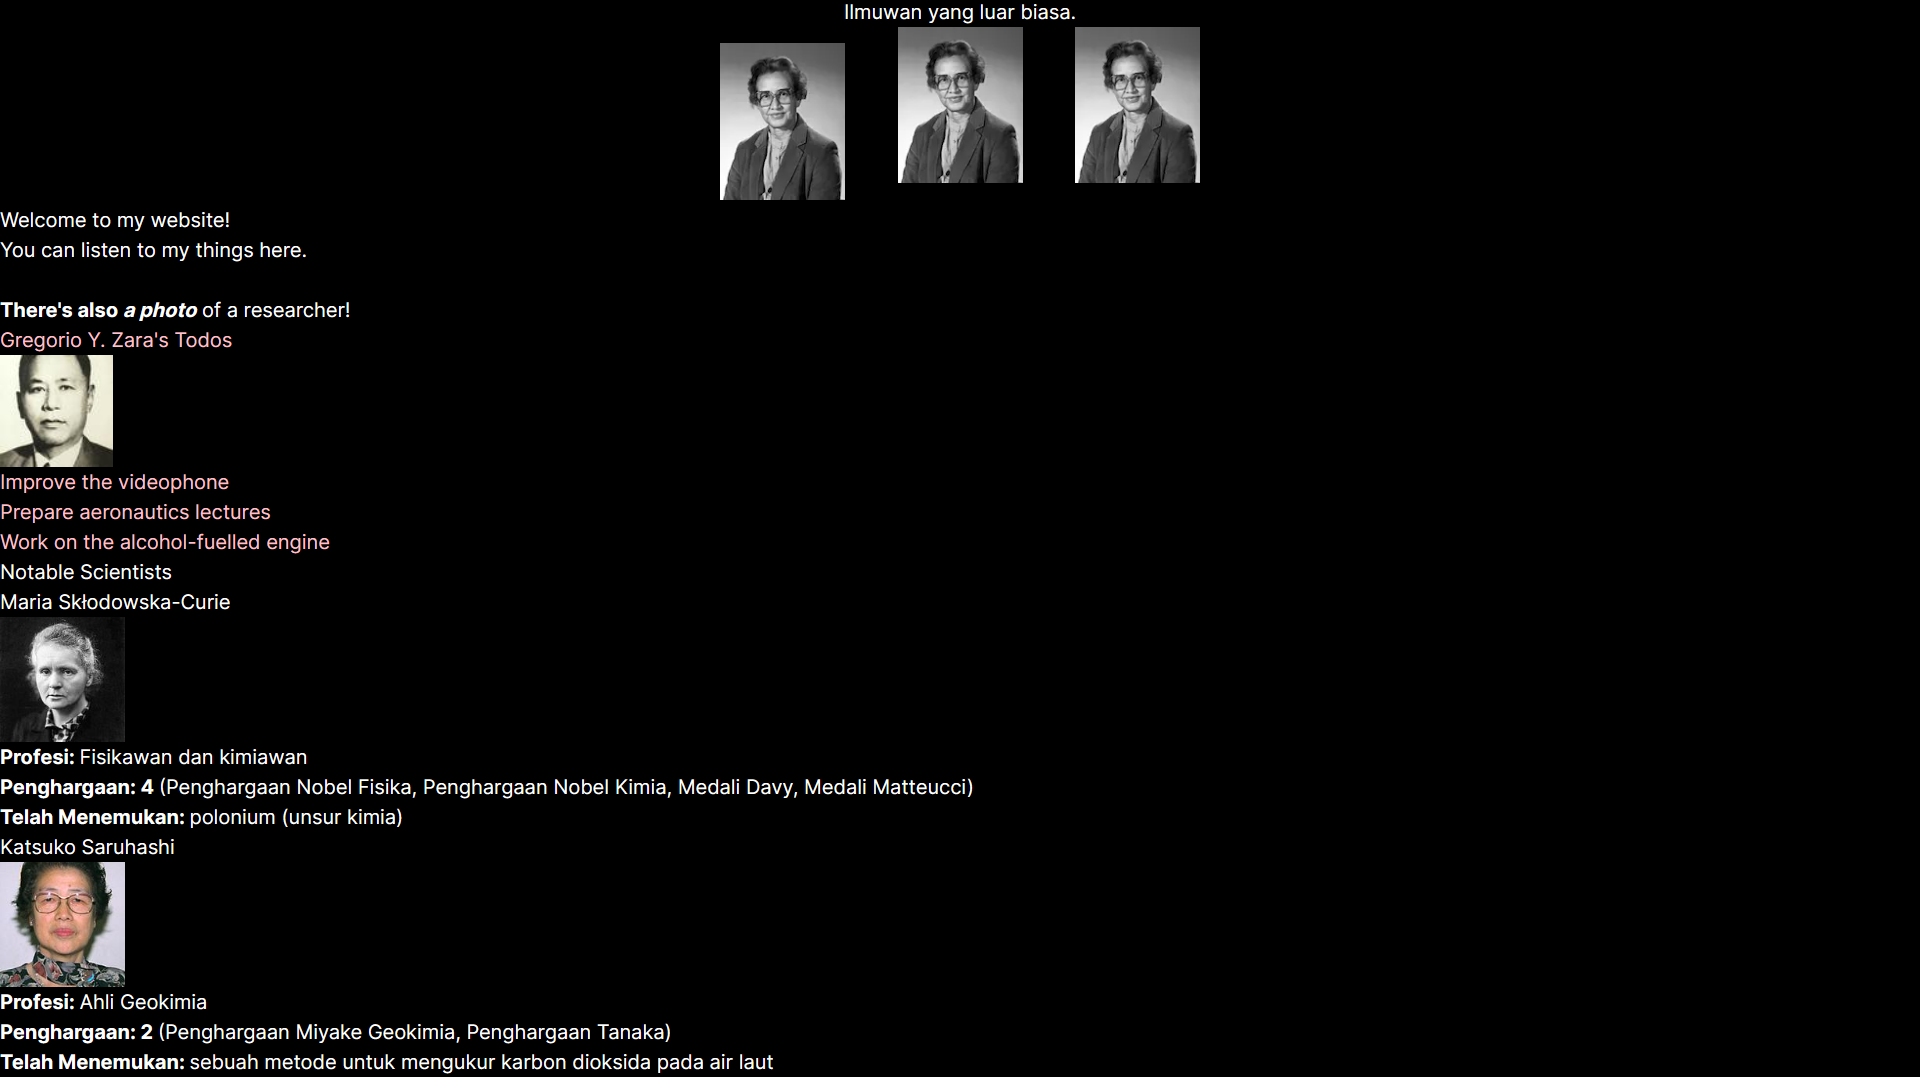 Ilmuwan yang luar biasa.
Welcome to my website!
You can listen to my things here.
There's also a photo of a researcher!
Gregorio Y. Zara's Todos
Improve the videophone
Prepare aeronautics lectures
Work on the alcohol-fuelled engine
Notable Scientists
Maria Skłodowska-Curie
Profesi: Fisikawan dan kimiawan
Penghargaan: 4 (Penghargaan Nobel Fisika, Penghargaan Nobel Kimia, Medali Davy, Medali Matteucci)
Telah Menemukan: polonium (unsur kimia)
Katsuko Saruhashi
Profesi: Ahli Geokimia
Penghargaan: 2 (Penghargaan Miyake Geokimia, Penghargaan Tanaka)
Telah Menemukan: sebuah metode untuk mengukur karbon dioksida pada air laut